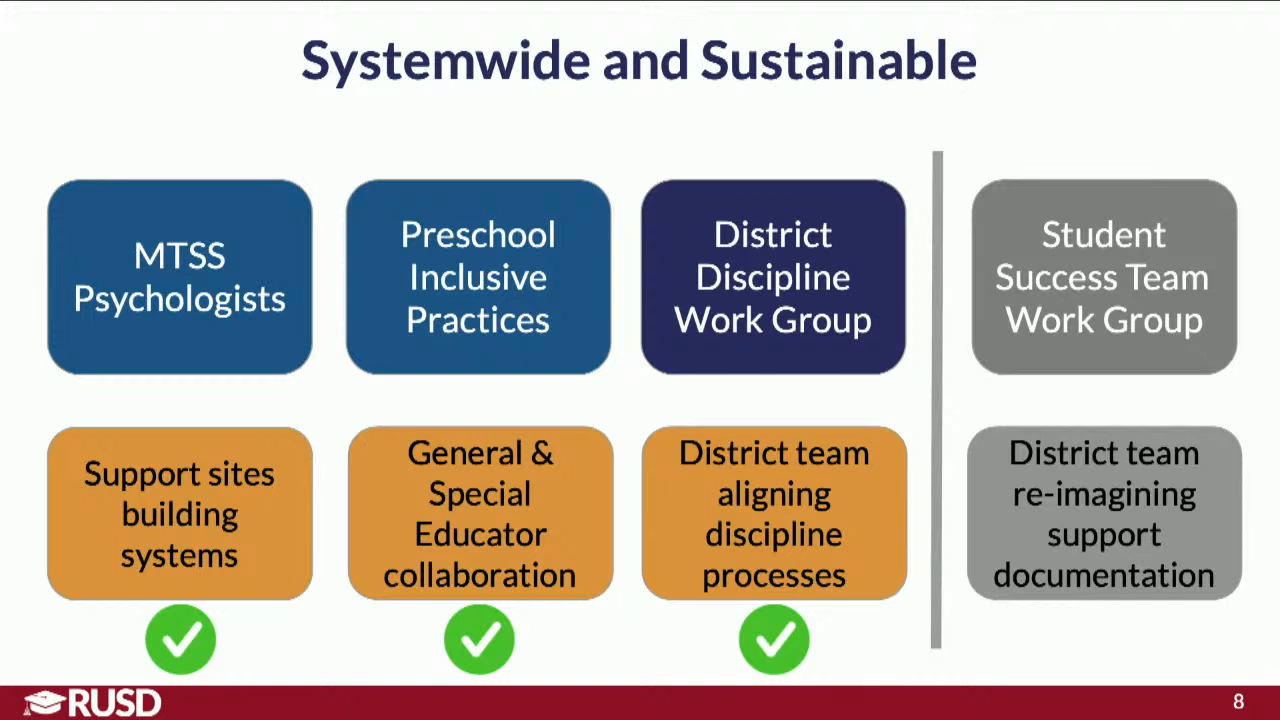 Systemwide and Sustainable
MTSS
Psychologists
Preschool
Inclusive
Practices
District
Discipline
Work Group
Student
Success Team
Work Group
Support sites
building
systems
General &
Special
Educator
collaboration
District team
aligning
discipline
processes
District team
re-imagining
support
documentation
RUSD
8